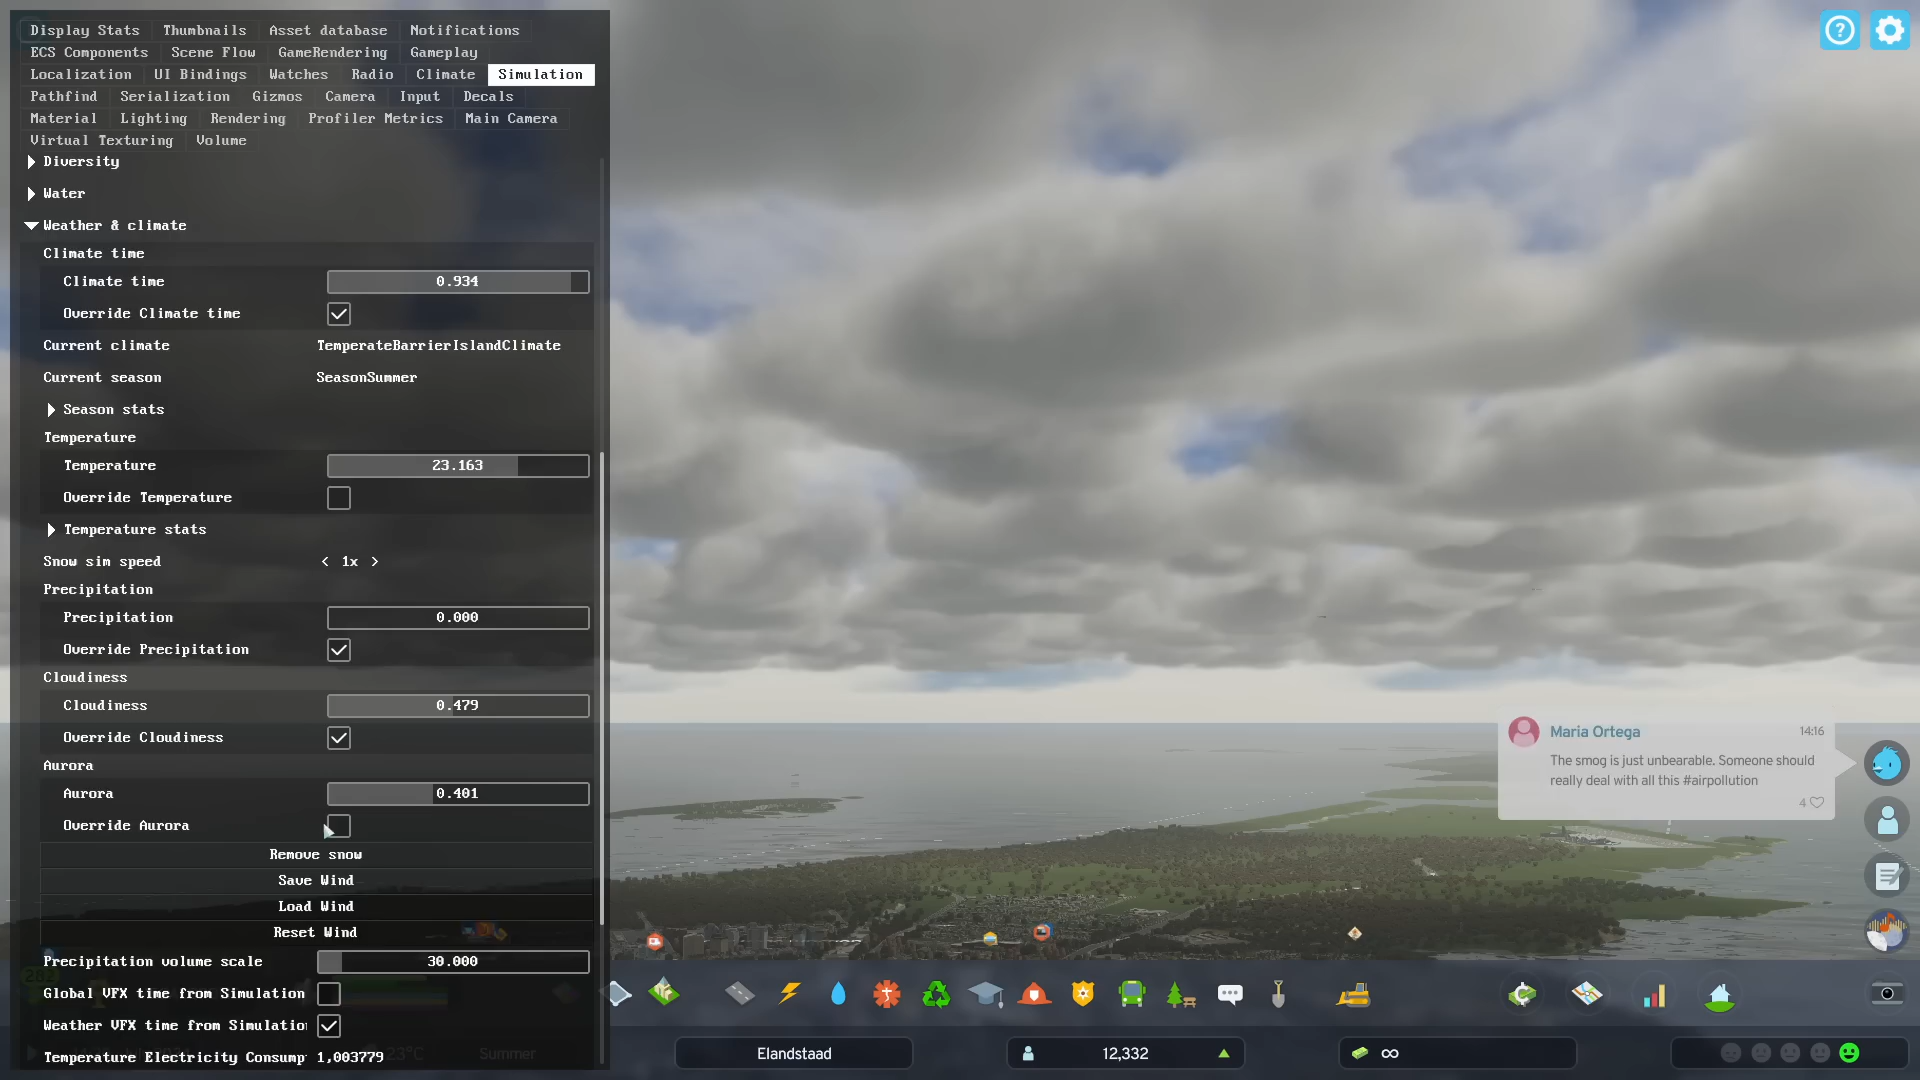 Display Stats Thumbnails Asset database Notifications
ECS Components Scene Flow GameRendering Gameplay
Localization UI Bindings Watches Radio Climate Simulation
Pathfind Serialization Gizmos Camera Input Decals
Material Lighting Rendering Profiler Metrics Main Camera
Virtual Texturing Volume
Diversity
Water
Weather & climate
Climate time
Climate time 0.934
Override Climate time
Current climate TemperateBarrierIslandClimate
Current season SeasonSummer
Season stats
Temperature
Temperature 23.163
Override Temperature
Temperature stats
Snow sim speed < 1x >
Precipitation
Precipitation 0.000
Override Precipitation
Cloudiness
Cloudiness 0.479
Override Cloudiness
Aurora
Aurora 0.401
Override Aurora
Remove snow
Save Wind
Load Wind
Reset Wind
Precipitation volume scale 30.000
Global VFX time from Simulation
Weather VFX time from Simulation
Temperature Electricity Consump 1,003779
23°C Summer
Maria Ortega 14:16
The smog is just unbearable. Someone should
really deal with all this #airpollution
4
Elandstaad 12,332 ∞